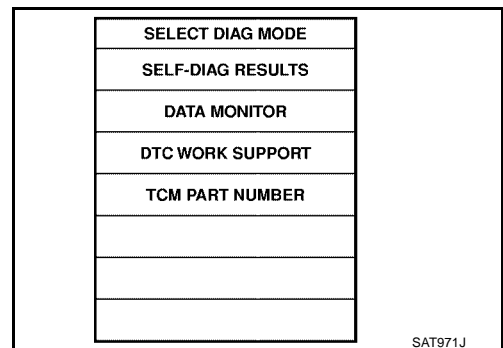 SELECT DIAG MODE
SELF-DIAG RESULTS
DATA MONITOR
DTC WORK SUPPORT
TCM PART NUMBER
SAT971J